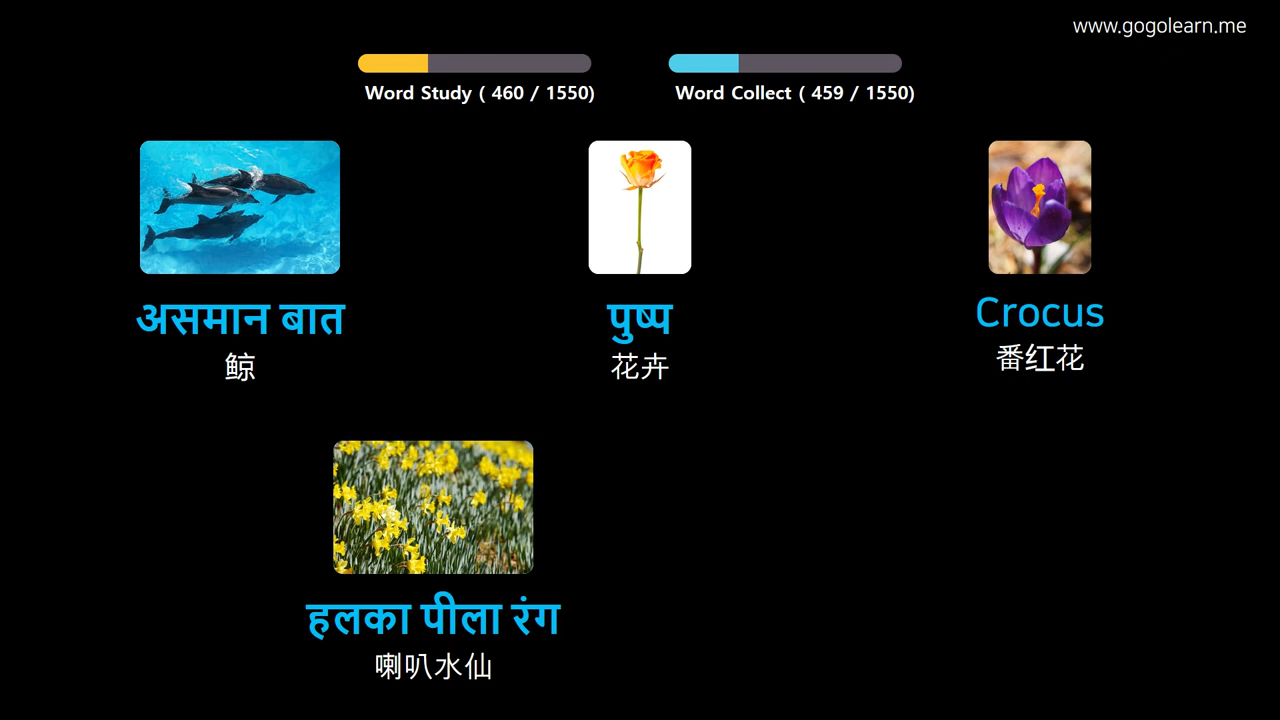 www.gogolearn.me
Word Study ( 460 / 1550)
Word Collect ( 459 / 1550)
असमान बात
鲸
पुष्प
花卉
Crocus
番红花
हलका पीला रंग
喇叭水仙